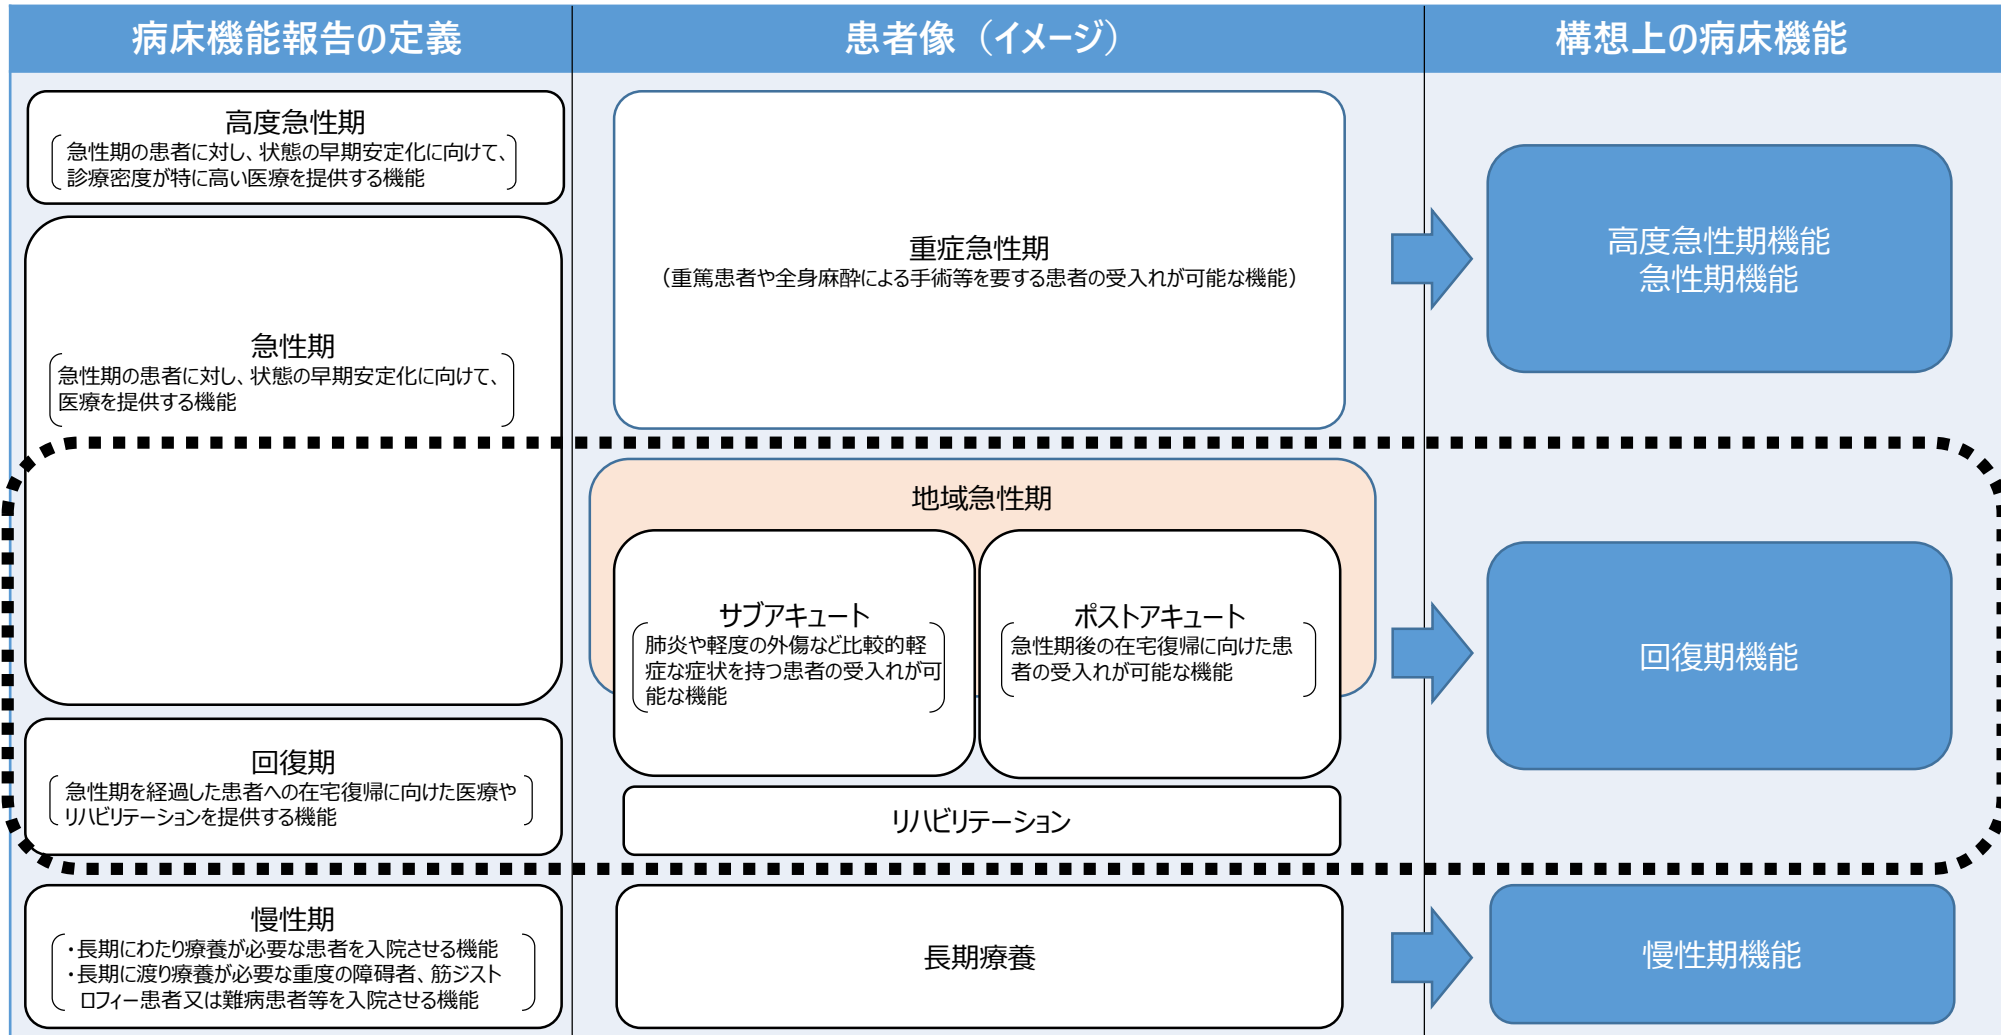 病床機能報告の定義
患者像（イメージ）
構想上の病床機能
高度急性期
急性期の患者に対し、状態の早期安定化に向けて、
診療密度が特に高い医療を提供する機能
急性期
急性期の患者に対し、状態の早期安定化に向けて、
医療を提供する機能
回復期
急性期を経過した患者への在宅復帰に向けた医療や
リハビリテーションを提供する機能
慢性期
・長期にわたり療養が必要な患者を入院させる機能
・長期に渡り療養が必要な重度の障碍者、筋ジスト
ロフィー患者又は難病患者等を入院させる機能
重症急性期
（重篤患者や全身麻酔による手術等を要する患者の受入れが可能な機能）
地域急性期
サブアキュート
肺炎や軽度の外傷など比較的軽
症な症状を持つ患者の受入れが可
能な機能
ポストアキュート
急性期後の在宅復帰に向けた患
者の受入れが可能な機能
リハビリテーション
長期療養
高度急性期機能
急性期機能
回復期機能
慢性期機能